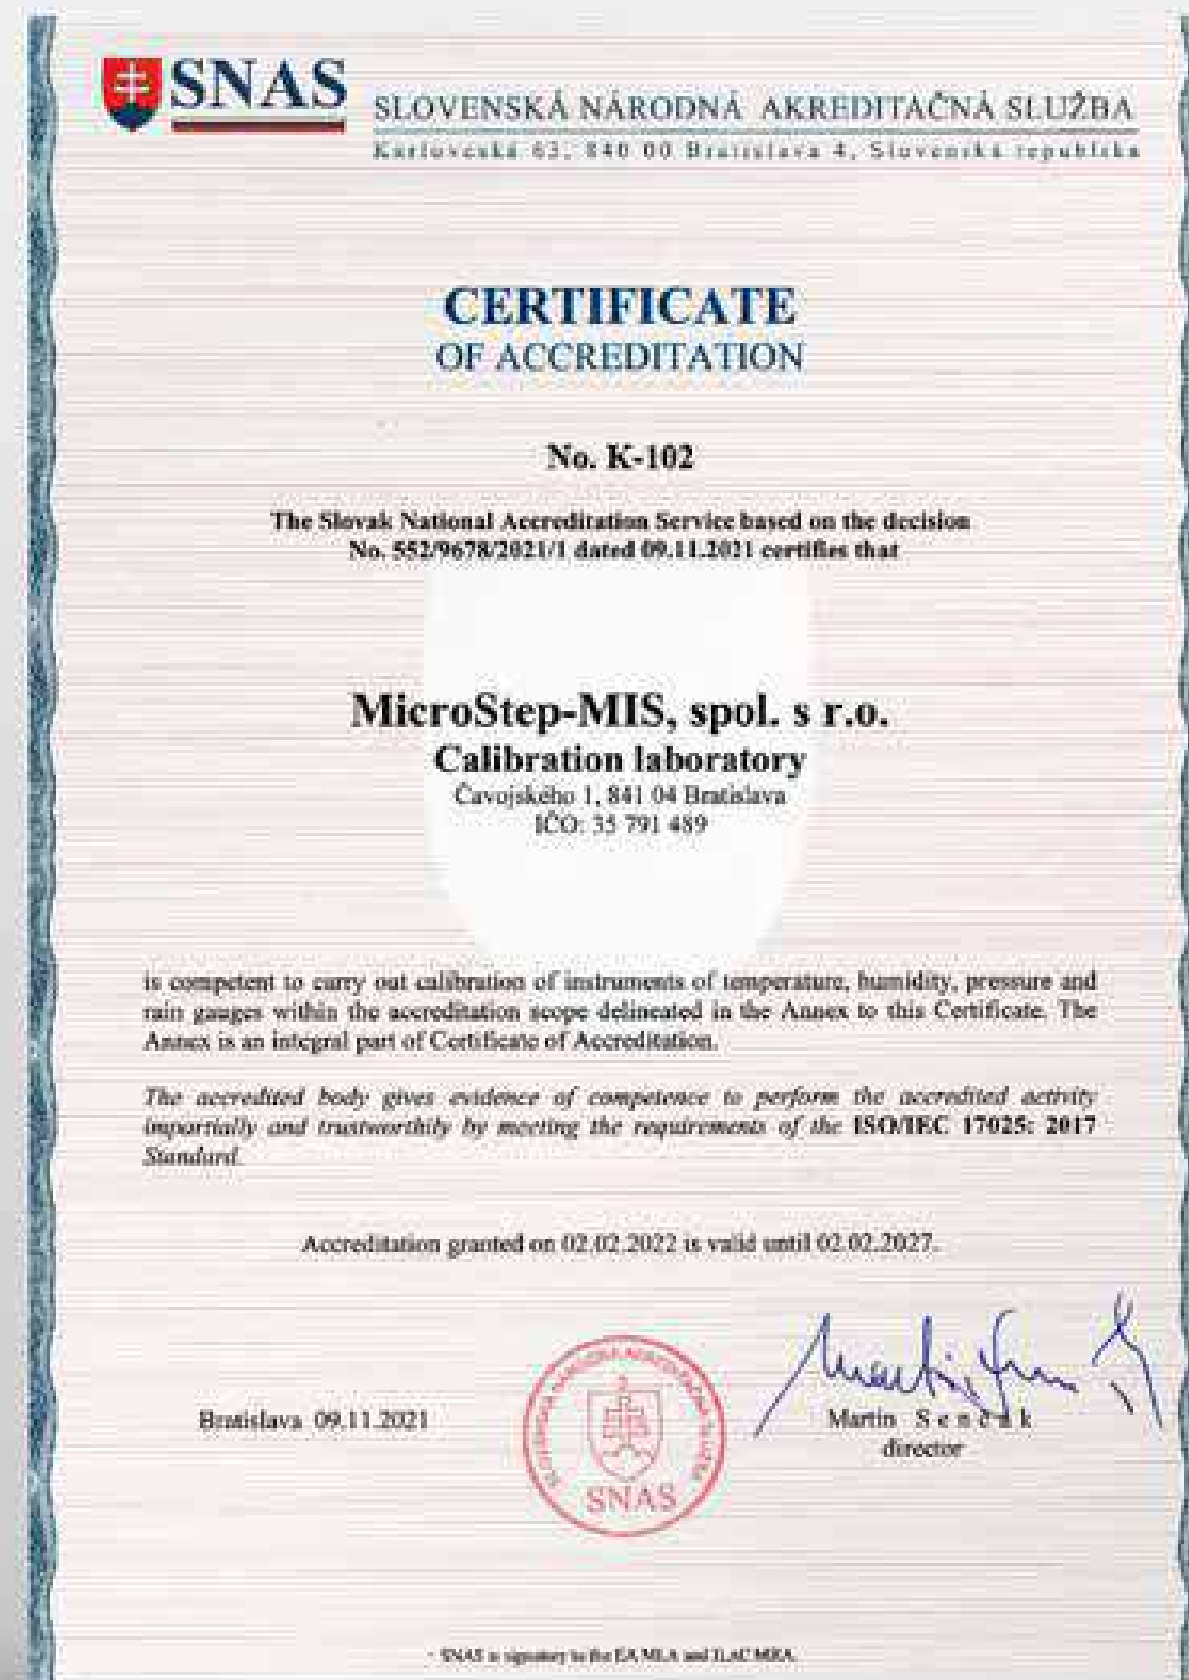 SNAS
SLOVENSKÁ NÁRODNÁ AKREDITAČNÁ SLUŽBA
Karloveská 63, 840 00 Bratislava 4, Slovenská republika
CERTIFICATE
OF ACCREDITATION
No. K-102
The Slovak National Accreditation Service based on the decision
No. 552/9678/2021/1 dated 09.11.2021 certifies that
MicroStep-MIS, spol. s r.o.
Calibration laboratory
Čavojského 1, 841 04 Bratislava
IČO: 35 791 489
is competent to carry out calibration of instruments of temperature, humidity, pressure and
rain gauges within the accreditation scope delineated in the Annex to this Certificate. The
Annex is an integral part of Certificate of Accreditation.
The accredited body gives evidence of competence to perform the accredited activity
impartially and trustworthily by meeting the requirements of the ISO/IEC 17025: 2017
Standard.
Accreditation granted on 02.02.2022 is valid until 02.02.2027.
Bratislava 09.11.2021
SLOVENSKÁ NÁRODNÁ AKREDITAČNÁ SLUŽBA
SNAS
Martin
director
SNAS is signatory to the EA MLA and ILAC MRA.